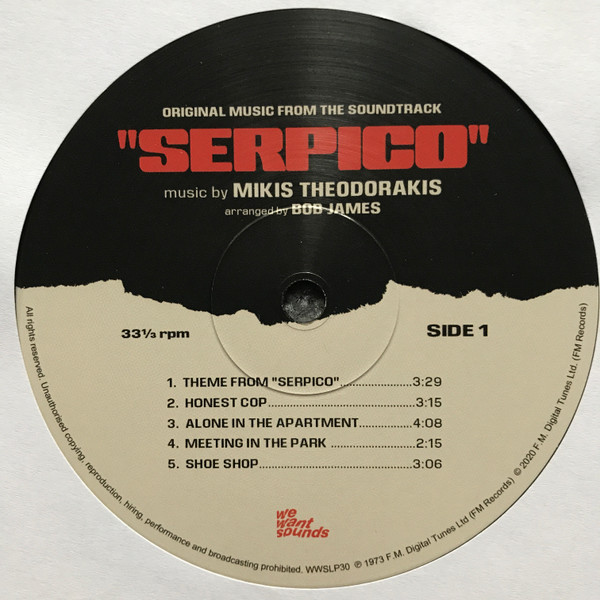 ORIGINAL MUSIC FROM THE SOUNDTRACK
"SERPICO"
music by MIKIS THEODORAKIS
arranged by BOB JAMES
33⅓ rpm
SIDE 1
1. THEME FROM "SERPICO"..................3:29
2. HONEST COP....................................3:15
3. ALONE IN THE APARTMENT..............4:08
4. MEETING IN THE PARK .....................2:15
5. SHOE SHOP......................................3:06
we
want
sounds
All rights reserved. Unauthorised copying, reproduction, hiring, performance and broadcasting prohibited. WWSLP30 ℗ 1973 F.M. Digital Tunes Ltd (FM Records) © 2020 F.M. Digital Tunes Ltd. (FM Records)